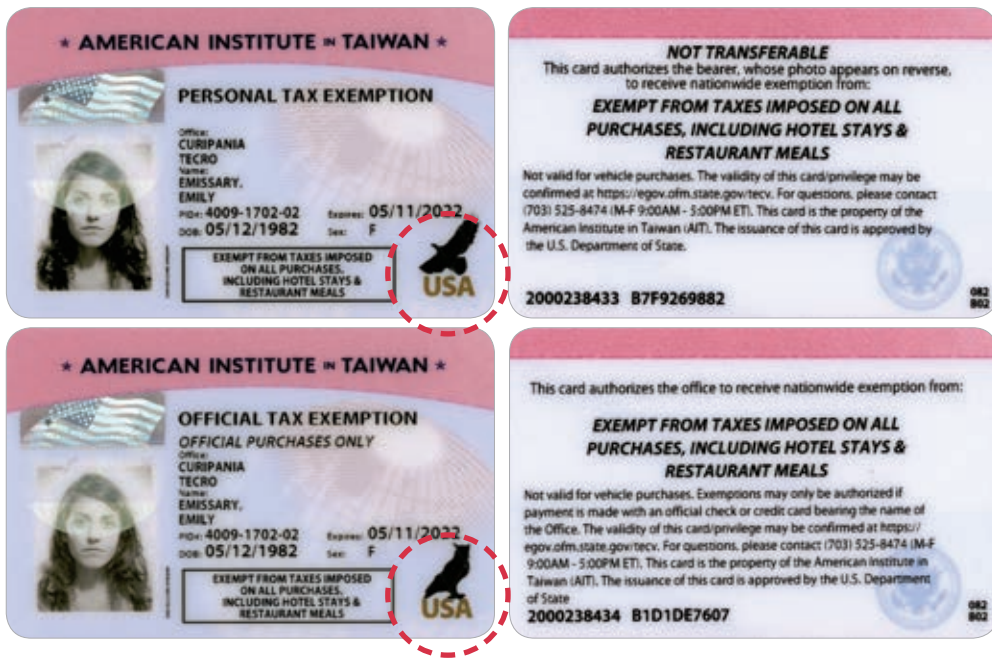 ★ AMERICAN INSTITUTE IN TAIWAN ★
PERSONAL TAX EXEMPTION
Office:
CURIPANIA
TECRO
Name:
EMISSARY,
EMILY
PID#: 4009-1702-02 Expires: 05/11/2022
DOB: 05/12/1982 Sex: F
EXEMPT FROM TAXES IMPOSED
ON ALL PURCHASES,
INCLUDING HOTEL STAYS &
RESTAURANT MEALS
USA
NOT TRANSFERABLE
This card authorizes the bearer, whose photo appears on reverse,
to receive nationwide exemption from:
EXEMPT FROM TAXES IMPOSED ON ALL
PURCHASES, INCLUDING HOTEL STAYS &
RESTAURANT MEALS
Not valid for vehicle purchases. The validity of this card/privilege may be
confirmed at https://egov.ofm.state.gov/tecv. For questions, please contact
(703) 525-8474 (M-F 9:00AM - 5:00PM ET). This card is the property of the
American Institute in Taiwan (AIT). The issuance of this card is approved by
the U.S. Department of State.
2000238433 B7F9269882
082
B02
★ AMERICAN INSTITUTE IN TAIWAN ★
OFFICIAL TAX EXEMPTION
OFFICIAL PURCHASES ONLY
Office:
CURIPANIA
TECRO
Name:
EMISSARY,
EMILY
PID#: 4009-1702-02 Expires: 05/11/2022
DOB: 05/12/1982 Sex: F
EXEMPT FROM TAXES IMPOSED
ON ALL PURCHASES,
INCLUDING HOTEL STAYS &
RESTAURANT MEALS
USA
This card authorizes the office to receive nationwide exemption from:
EXEMPT FROM TAXES IMPOSED ON ALL
PURCHASES, INCLUDING HOTEL STAYS &
RESTAURANT MEALS
Not valid for vehicle purchases. Exemptions may only be authorized if
payment is made with an official check or credit card bearing the name of
the Office. The validity of this card/privilege may be confirmed at https://
egov.ofm.state.gov/tecv. For questions, please contact (703) 525-8474 (M-F
9:00AM - 5:00PM ET). This card is the property of the American Institute in
Taiwan (AIT). The issuance of this card is approved by the U.S. Department
of State
2000238434 B1D1DE7607
082
B02